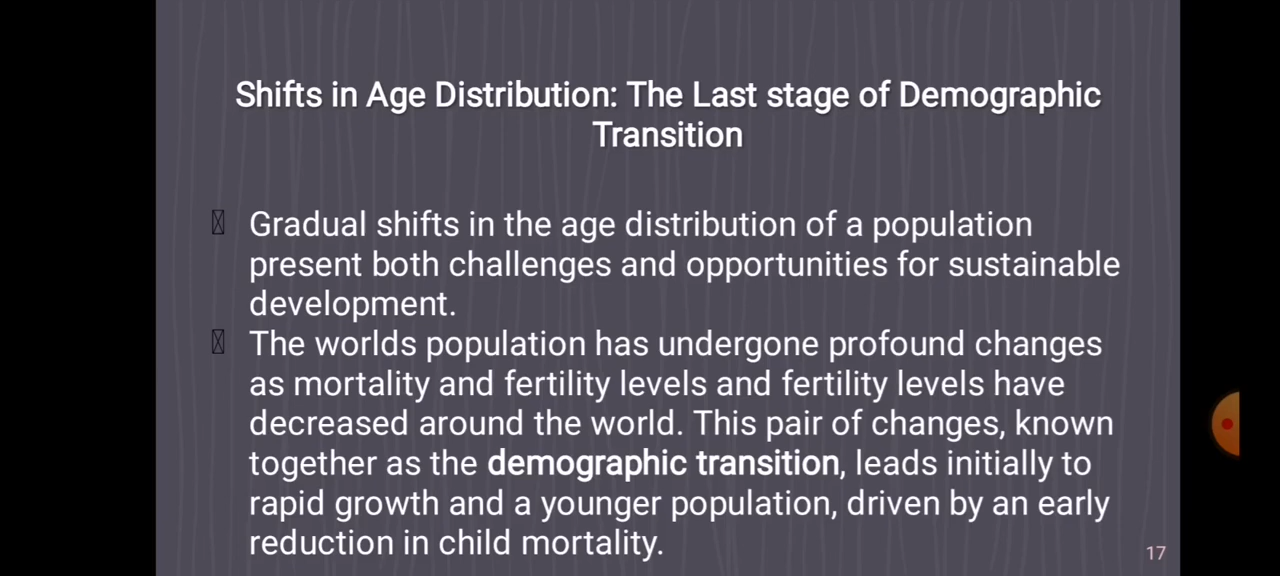 Shifts in Age Distribution: The Last stage of Demographic
Transition
Gradual shifts in the age distribution of a population
present both challenges and opportunities for sustainable
development.
The worlds population has undergone profound changes
as mortality and fertility levels and fertility levels have
decreased around the world. This pair of changes, known
together as the demographic transition, leads initially to
rapid growth and a younger population, driven by an early
reduction in child mortality.
17